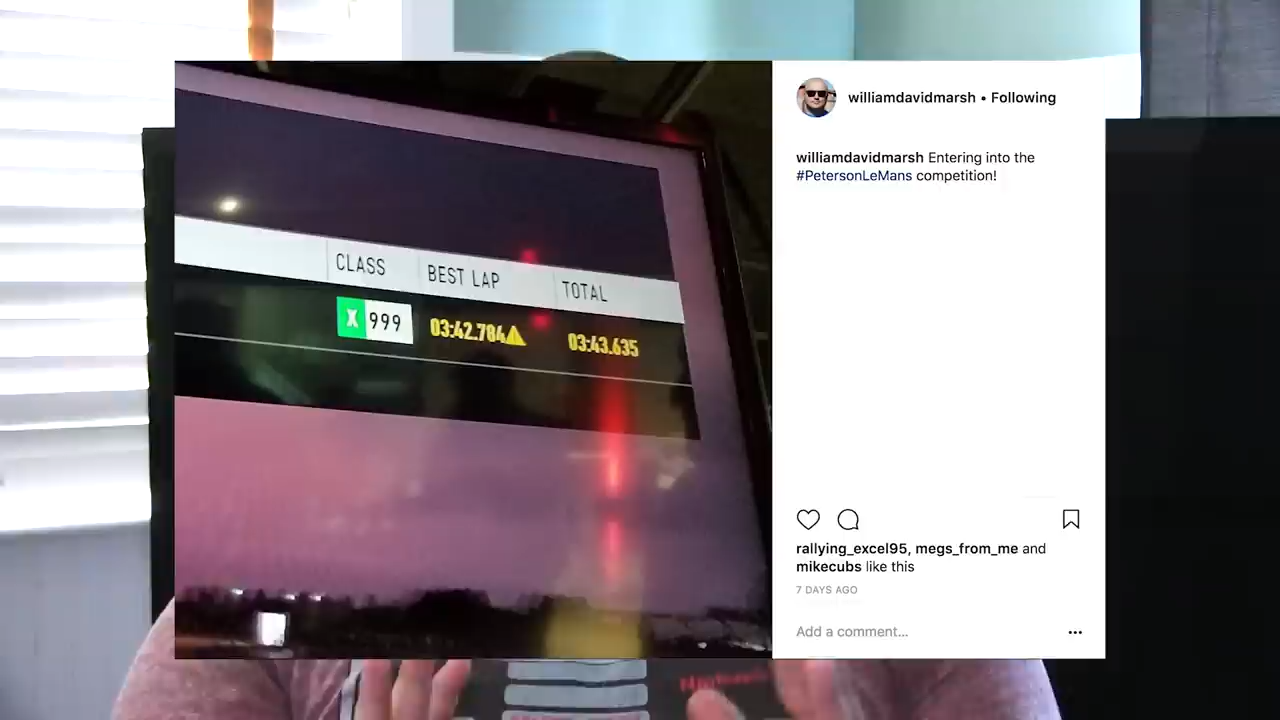 williamdavidmarsh • Following
williamdavidmarsh Entering into the
#PetersonLeMans competition!
CLASS BEST LAP TOTAL
X 999 03:42.784 03:43.635
rallying_excel95, megs_from_me and
mikecubs like this
7 DAYS AGO
Add a comment...